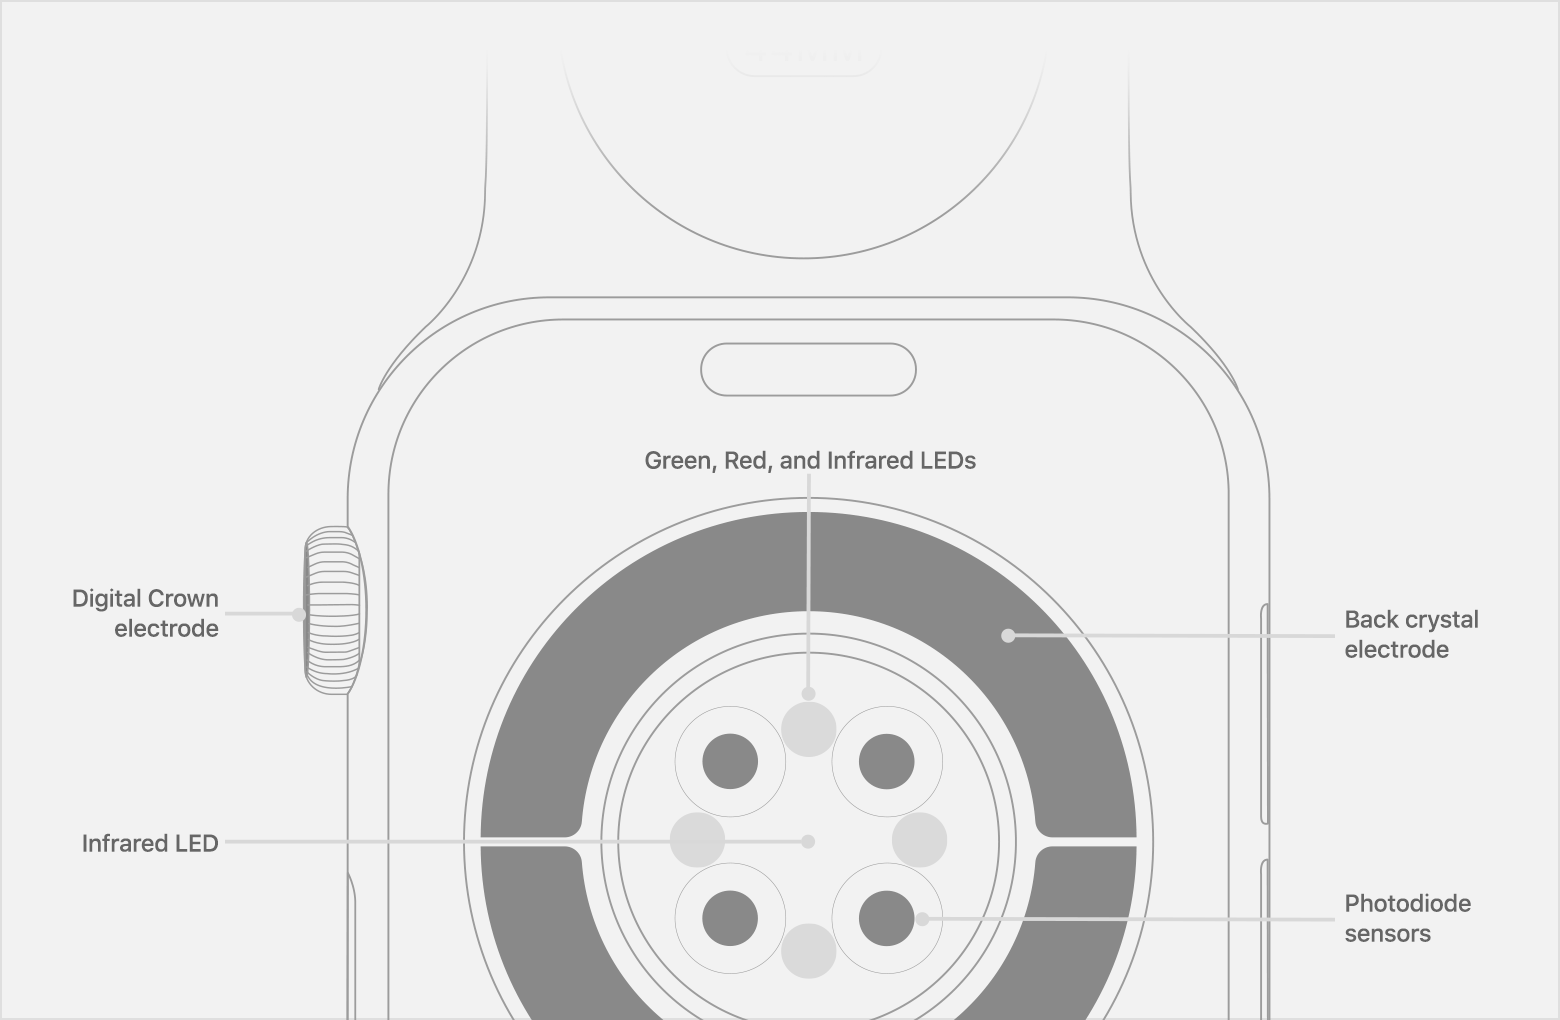 Green, Red, and Infrared LEDs
Digital Crown
electrode
Back crystal
electrode
Infrared LED
Photodiode
sensors